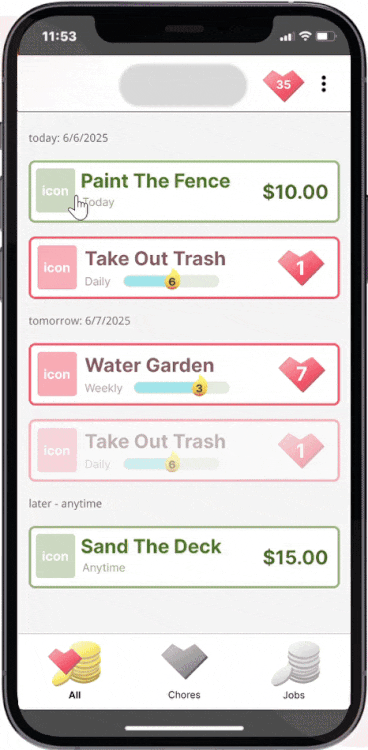 11:53
35
today: 6/6/2025
icon
Paint The Fence
Today
$10.00
icon
Take Out Trash
Daily
6
1
tomorrow: 6/7/2025
icon
Water Garden
Weekly
3
7
icon
Take Out Trash
Daily
6
1
later - anytime
icon
Sand The Deck
Anytime
$15.00
All
Chores
Jobs